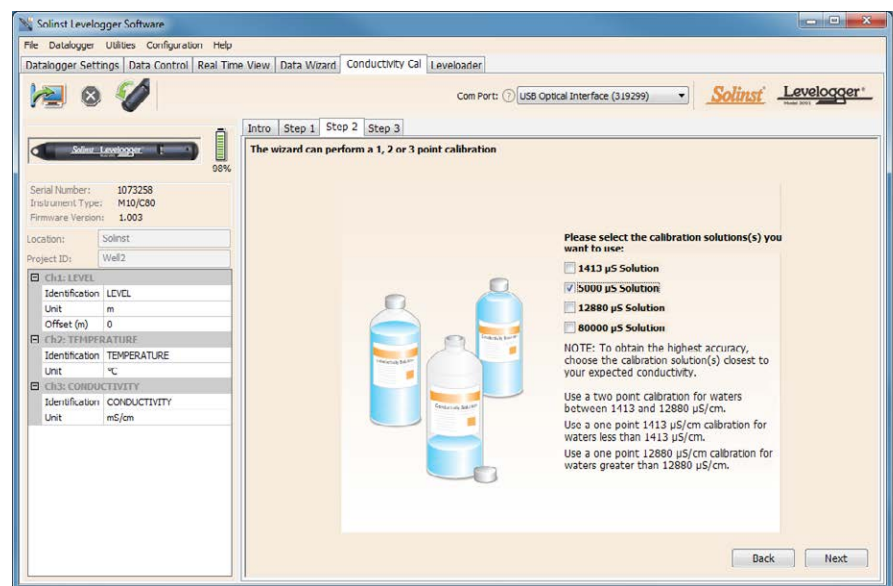 Solinst Levelogger Software
File Datalogger Utilities Configuration Help
Datalogger Settings Data Control Real Time View Data Wizard Conductivity Cal Leveloader
Com Port: ? USB Optical Interface (319299) Solinst Levelogger
Intro Step 1 Step 2 Step 3
The wizard can perform a 1, 2 or 3 point calibration
Solinst Levelogger
98%
Serial Number: 1073258
Instrument Type: M10/C80
Firmware Version: 1.003
Location: Solinst
Project ID: Well2
Ch1: LEVEL
Identification LEVEL
Unit m
Offset (m) 0
Ch2: TEMPERATURE
Identification TEMPERATURE
Unit °C
Ch3: CONDUCTIVITY
Identification CONDUCTIVITY
Unit mS/cm
Conductivity Solution
Conductivity Solution
Conductivity Solution
Please select the calibration solutions(s) you
want to use:
1413 µS Solution
5000 µS Solution
12880 µS Solution
80000 µS Solution
NOTE: To obtain the highest accuracy,
choose the calibration solution(s) closest to
your expected conductivity.
Use a two point calibration for waters
between 1413 and 12880 µS/cm.
Use a one point 1413 µS/cm calibration for
waters less than 1413 µS/cm.
Use a one point 12880 µS/cm calibration for
waters greater than 12880 µS/cm.
Back Next